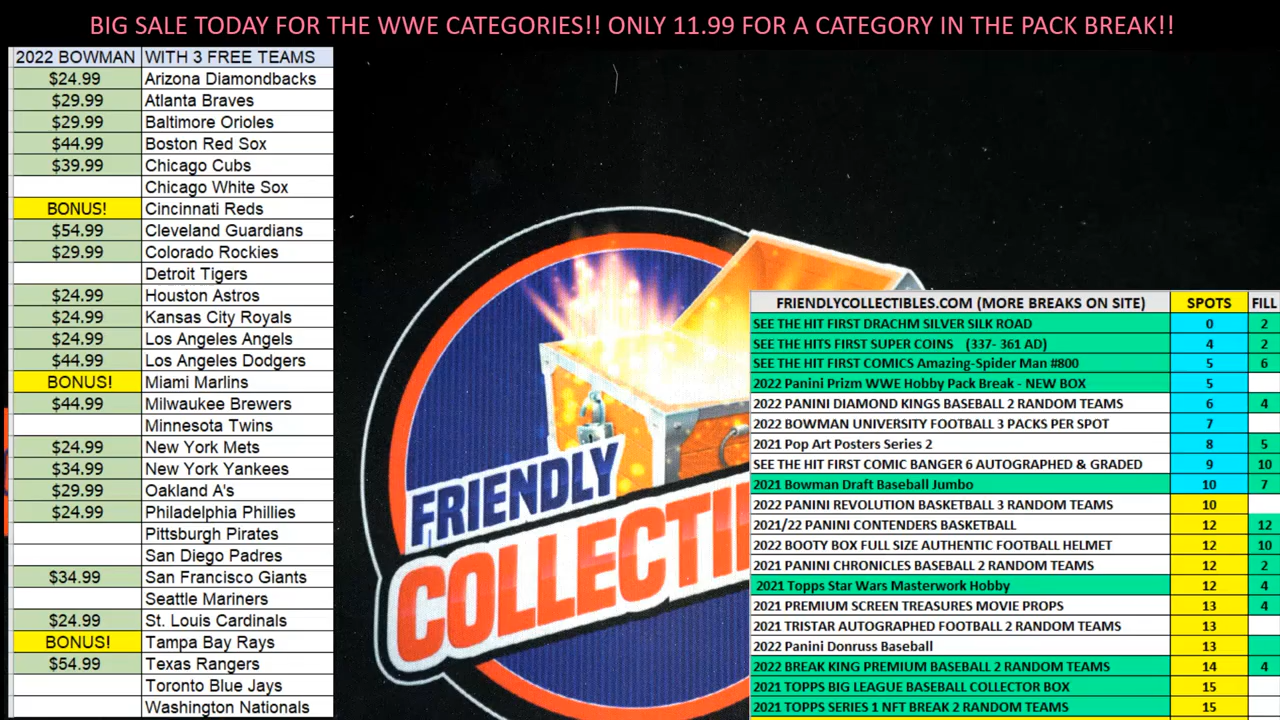 BIG SALE TODAY FOR THE WWE CATEGORIES!! ONLY 11.99 FOR A CATEGORY IN THE PACK BREAK!!
2022 BOWMAN WITH 3 FREE TEAMS
$24.99 Arizona Diamondbacks
$29.99 Atlanta Braves
$29.99 Baltimore Orioles
$44.99 Boston Red Sox
$39.99 Chicago Cubs
Chicago White Sox
BONUS! Cincinnati Reds
$54.99 Cleveland Guardians
$29.99 Colorado Rockies
Detroit Tigers
$24.99 Houston Astros
$24.99 Kansas City Royals
$24.99 Los Angeles Angels
$44.99 Los Angeles Dodgers
BONUS! Miami Marlins
$44.99 Milwaukee Brewers
Minnesota Twins
$24.99 New York Mets
$34.99 New York Yankees
$29.99 Oakland A's
$24.99 Philadelphia Phillies
Pittsburgh Pirates
San Diego Padres
$34.99 San Francisco Giants
Seattle Mariners
$24.99 St. Louis Cardinals
BONUS! Tampa Bay Rays
$54.99 Texas Rangers
Toronto Blue Jays
Washington Nationals
FRIENDLY
COLLECTI
FRIENDLYCOLLECTIBLES.COM (MORE BREAKS ON SITE) SPOTS FILL
SEE THE HIT FIRST DRACHM SILVER SILK ROAD 0 2
SEE THE HITS FIRST SUPER COINS (337- 361 AD) 4 2
SEE THE HIT FIRST COMICS Amazing-Spider Man #800 5 6
2022 Panini Prizm WWE Hobby Pack Break - NEW BOX 5
2022 PANINI DIAMOND KINGS BASEBALL 2 RANDOM TEAMS 6 4
2022 BOWMAN UNIVERSITY FOOTBALL 3 PACKS PER SPOT 7
2021 Pop Art Posters Series 2 8 5
SEE THE HIT FIRST COMIC BANGER 6 AUTOGRAPHED & GRADED 9 10
2021 Bowman Draft Baseball Jumbo 10 7
2022 PANINI REVOLUTION BASKETBALL 3 RANDOM TEAMS 10
2021/22 PANINI CONTENDERS BASKETBALL 12 12
2022 BOOTY BOX FULL SIZE AUTHENTIC FOOTBALL HELMET 12 10
2021 PANINI CHRONICLES BASEBALL 2 RANDOM TEAMS 12 2
2021 Topps Star Wars Masterwork Hobby 12 4
2021 PREMIUM SCREEN TREASURES MOVIE PROPS 13 4
2021 TRISTAR AUTOGRAPHED FOOTBALL 2 RANDOM TEAMS 13
2022 Panini Donruss Baseball 13
2022 BREAK KING PREMIUM BASEBALL 2 RANDOM TEAMS 14 4
2021 TOPPS BIG LEAGUE BASEBALL COLLECTOR BOX 15
2021 TOPPS SERIES 1 NFT BREAK 2 RANDOM TEAMS 15